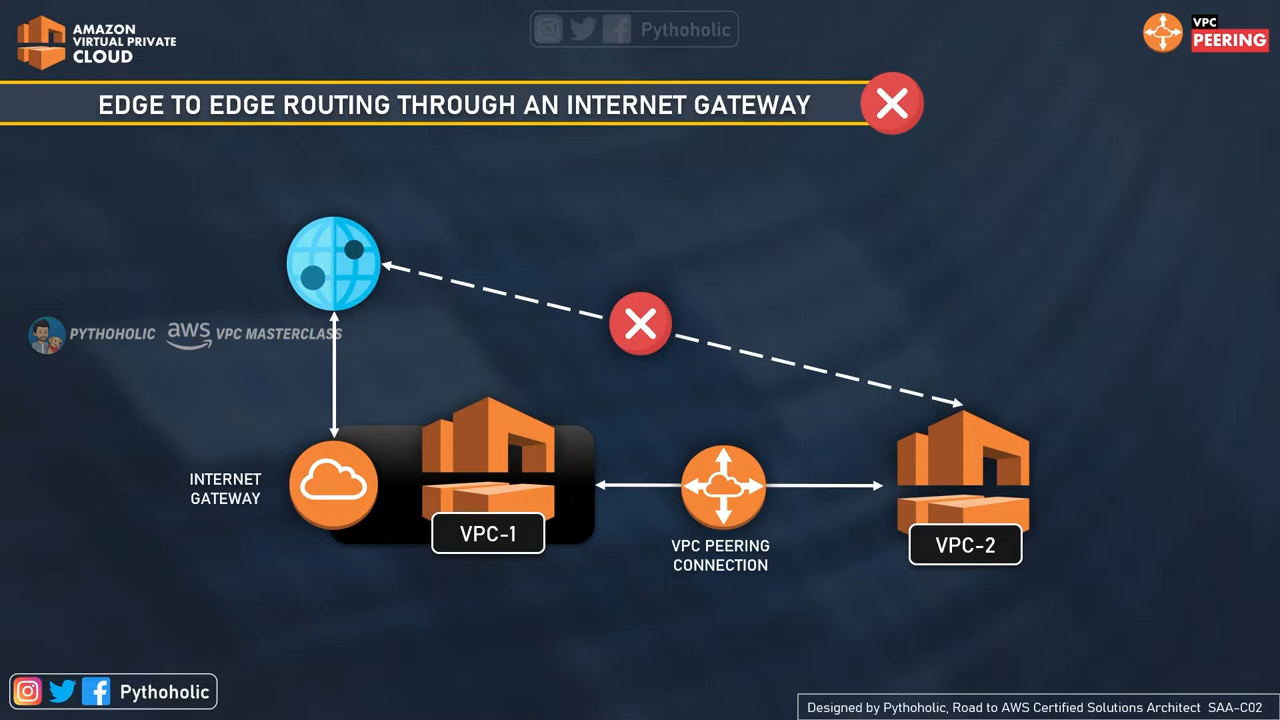 AMAZON
VIRTUAL PRIVATE
CLOUD
Pythoholic
VPC
PEERING
EDGE TO EDGE ROUTING THROUGH AN INTERNET GATEWAY
PYTHOHOLIC aws VPC MASTERCLASS
INTERNET
GATEWAY
VPC-1
VPC PEERING
CONNECTION
VPC-2
Pythoholic
Designed by Pythoholic, Road to AWS Certified Solutions Architect SAA-C02